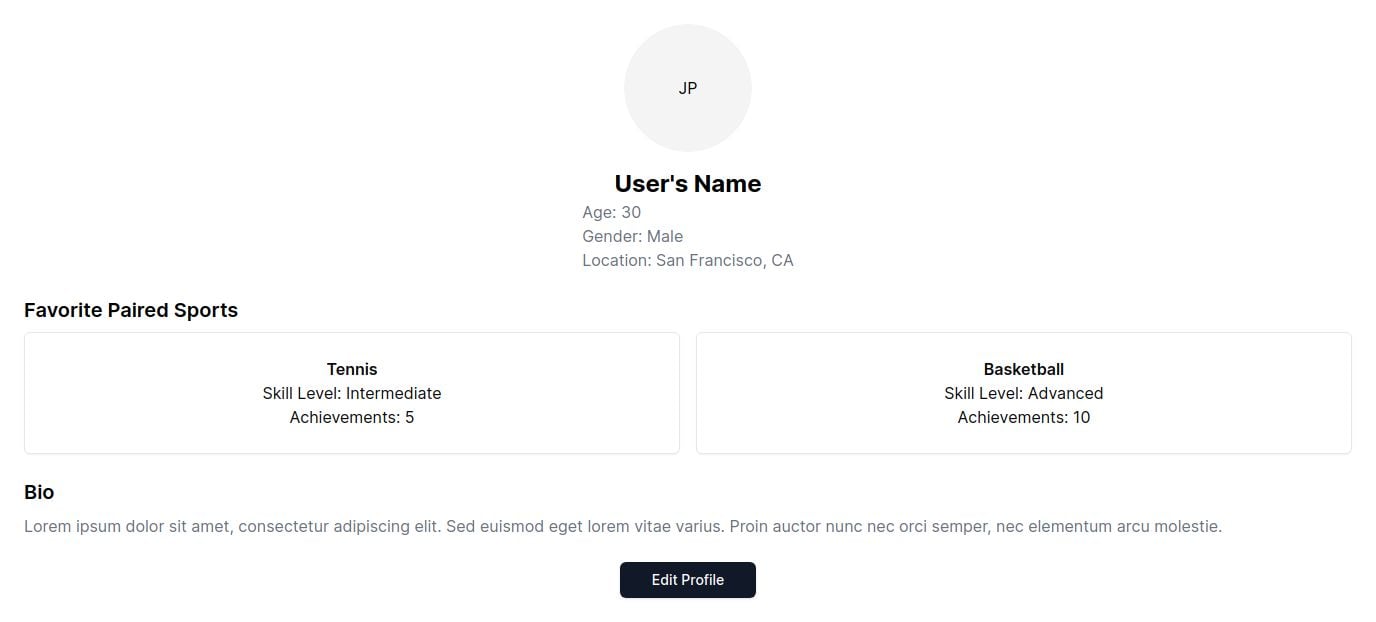 JP
User's Name
Age: 30
Gender: Male
Location: San Francisco, CA
Favorite Paired Sports
Tennis
Skill Level: Intermediate
Achievements: 5
Basketball
Skill Level: Advanced
Achievements: 10
Bio
Lorem ipsum dolor sit amet, consectetur adipiscing elit. Sed euismod eget lorem vitae varius. Proin auctor nunc nec orci semper, nec elementum arcu molestie.
Edit Profile